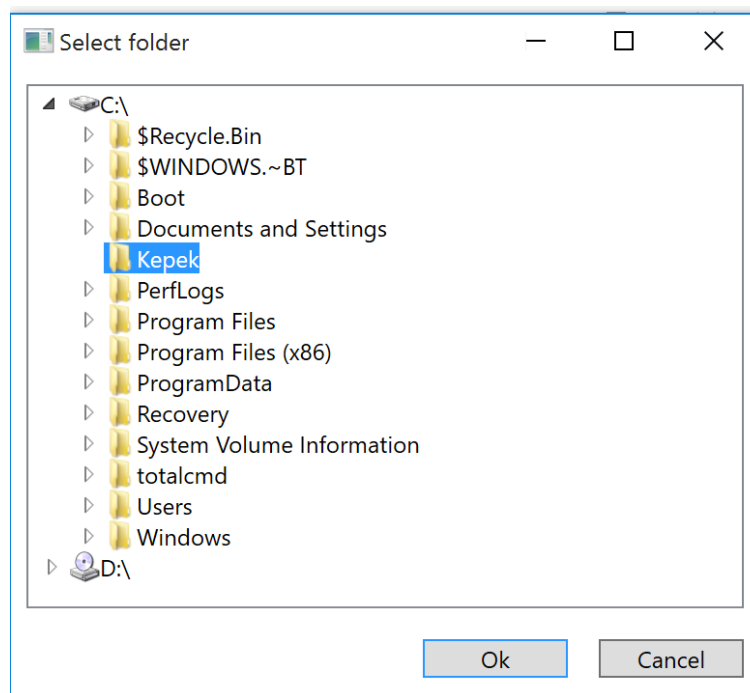 Select folder
C:\
$Recycle.Bin
$WINDOWS.~BT
Boot
Documents and Settings
Kepek
PerfLogs
Program Files
Program Files (x86)
ProgramData
Recovery
System Volume Information
totalcmd
Users
Windows
D:\
Ok Cancel